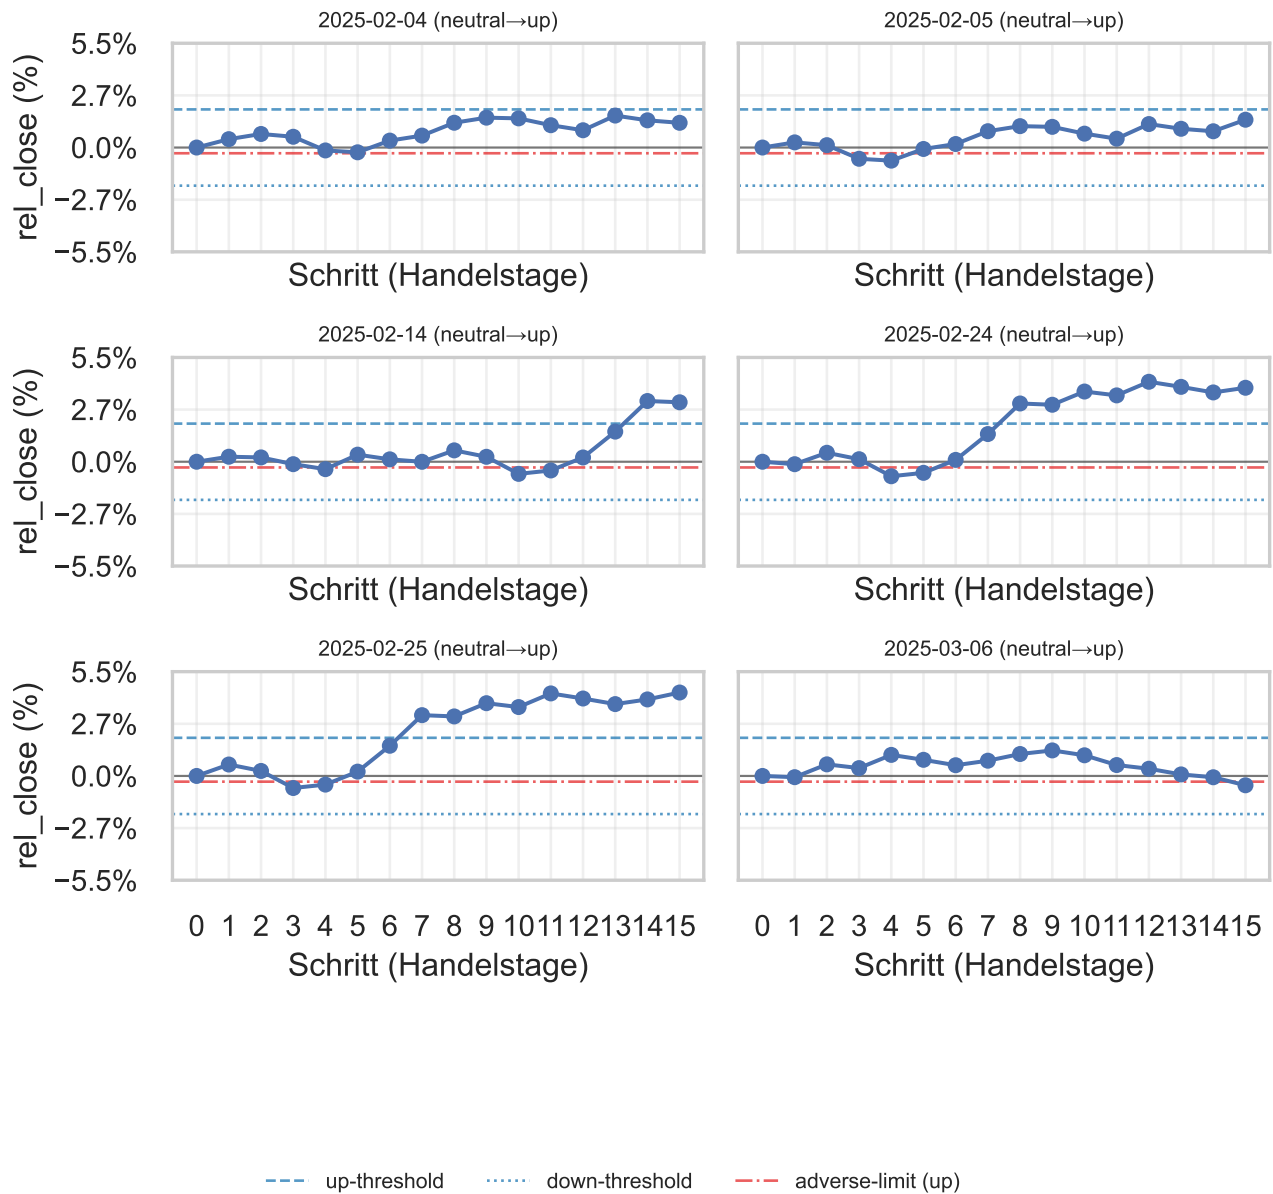 2025-02-04 (neutral→up)
2025-02-05 (neutral→up)
rel_close (%)
5.5%
2.7%
0.0%
−2.7%
−5.5%
Schritt (Handelstage)
Schritt (Handelstage)
2025-02-14 (neutral→up)
2025-02-24 (neutral→up)
rel_close (%)
5.5%
2.7%
0.0%
−2.7%
−5.5%
Schritt (Handelstage)
Schritt (Handelstage)
2025-02-25 (neutral→up)
2025-03-06 (neutral→up)
rel_close (%)
5.5%
2.7%
0.0%
−2.7%
−5.5%
0 1 2 3 4 5 6 7 8 9 10 11 12 13 14 15
0 1 2 3 4 5 6 7 8 9 10 11 12 13 14 15
Schritt (Handelstage)
Schritt (Handelstage)
up-threshold
down-threshold
adverse-limit (up)